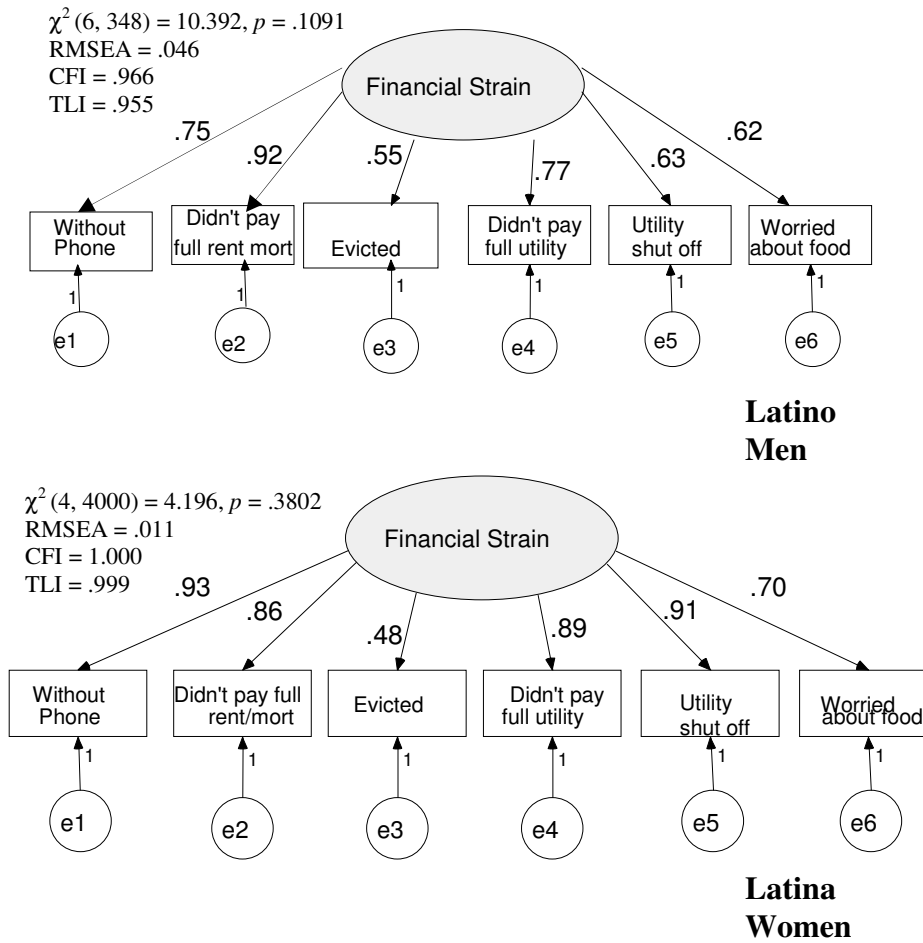 χ² (6, 348) = 10.392, p = .1091
RMSEA = .046
CFI = .966
TLI = .955
Financial Strain
.75
.92
.55
.77
.63
.62
Without
Phone
Didn't pay
full rent mort
Evicted
Didn't pay
full utility
Utility
shut off
Worried
about food
1
1
1
1
1
1
e1
e2
e3
e4
e5
e6
Latino
Men
χ² (4, 4000) = 4.196, p = .3802
RMSEA = .011
CFI = 1.000
TLI = .999
Financial Strain
.93
.86
.48
.89
.91
.70
Without
Phone
Didn't pay full
rent/mort
Evicted
Didn't pay
full utility
Utility
shut off
Worried
about food
1
1
1
1
1
1
e1
e2
e3
e4
e5
e6
Latina
Women